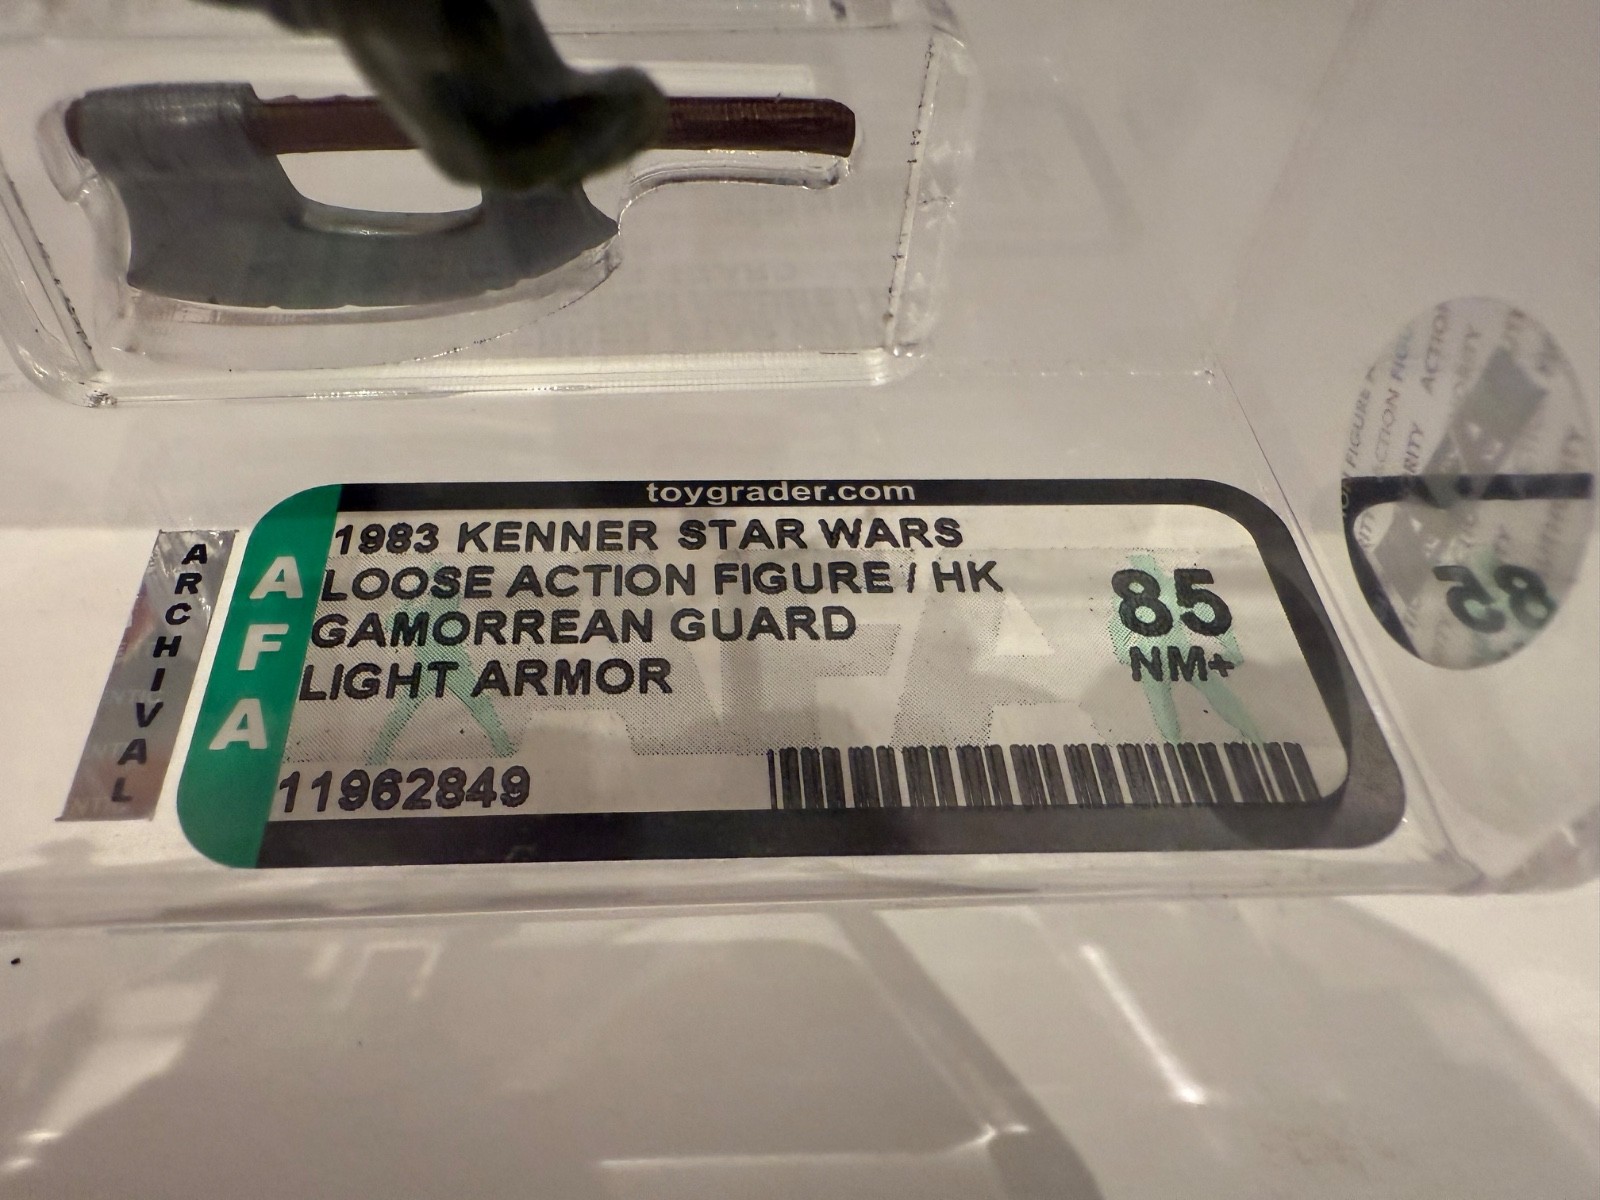 toygrader.com
ARCHIVAL
AFA
1983 KENNER STAR WARS
LOOSE ACTION FIGURE / HK
GAMORREAN GUARD
LIGHT ARMOR
85
NM+
11962849
85